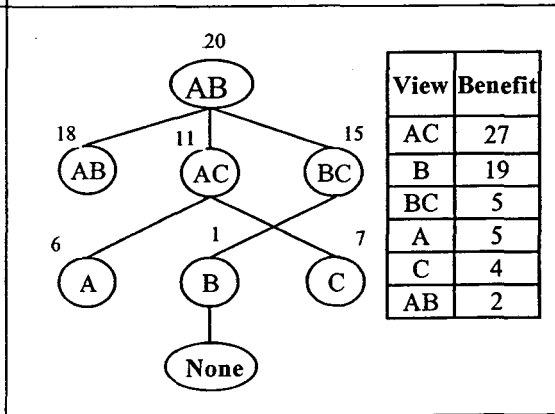 20
AB
18 11 15
AB AC BC
6 1 7
A B C
None
View Benefit
AC 27
B 19
BC 5
A 5
C 4
AB 2